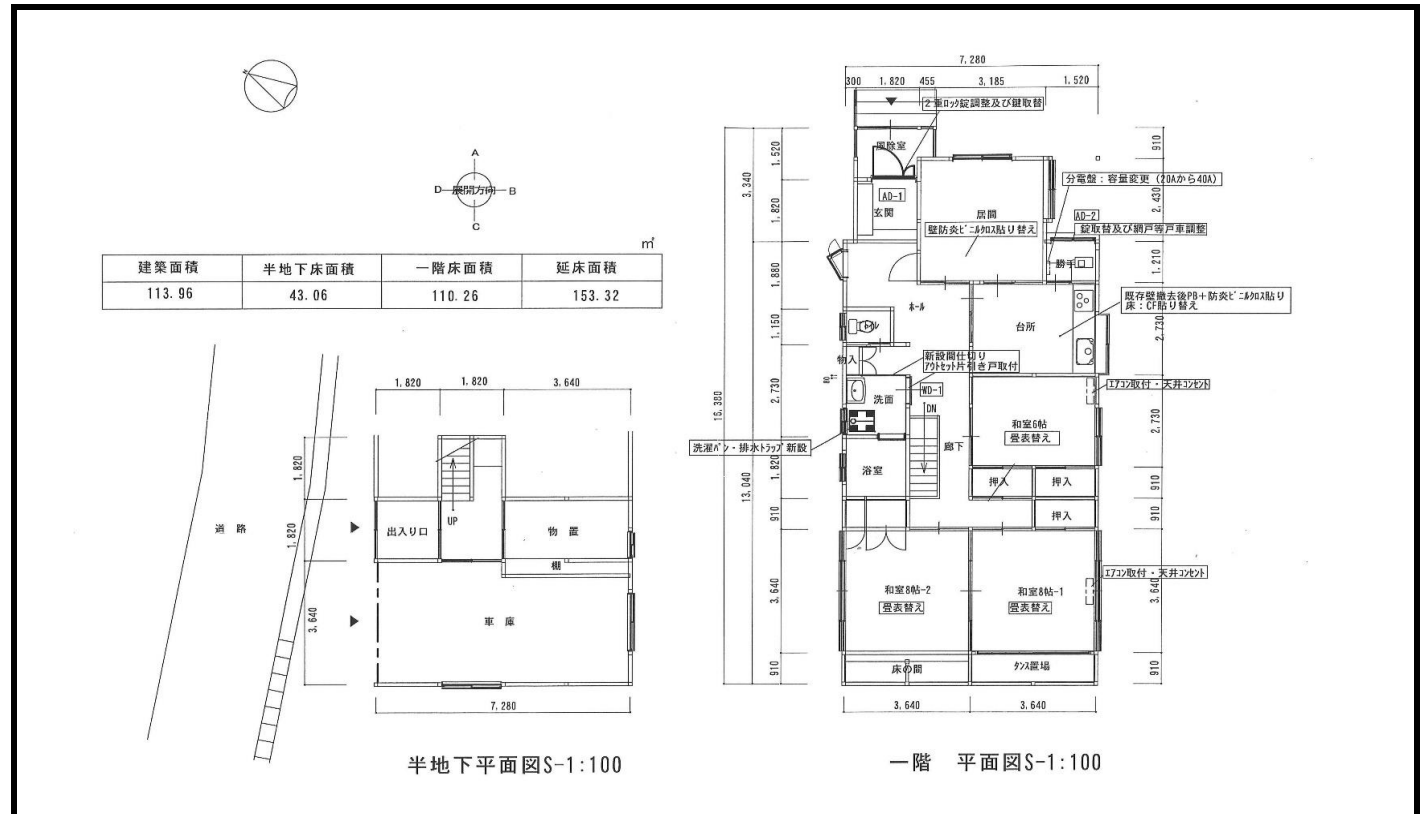 N
A
D 展開方向 B
C
㎡
建築面積 半地下床面積 一階床面積 延床面積
113.96 43.06 110.26 153.32
道路
1,820 1,820 3,640
1,820
1,820
3,640
UP
出入り口
物置
棚
車庫
7,280
半地下平面図S-1:100
7,280
300 1,820 455 3,185 1,520
2重ロック錠調整及び鍵取替
風除室
AD-1
玄関
居間
壁防炎ビニルクロス貼り替え
分電盤:容量変更(20Aから40A)
AD-2
錠取替及び網戸等戸車調整
勝手口
既存壁撤去後PB+防炎ビニルクロス貼り
床:CF貼り替え
ホール
台所
トイレ
物入
新設間仕切り
アウトセット片引き戸取付
WD-1
洗面
DN
エアコン取付・天井コンセント
和室6帖
畳表替え
洗濯パン・排水トラップ新設
浴室
廊下
押入 押入
押入
エアコン取付・天井コンセント
和室8帖-2
畳表替え
和室8帖-1
畳表替え
床の間
タンス置場
3,340
13,040
1,520
1,820
1,880
1,150
2,730
1,820
910
3,640
910
80
910
2,430
1,210
2,730
2,730
910
910
3,640
910
3,640 3,640
一階 平面図S-1:100